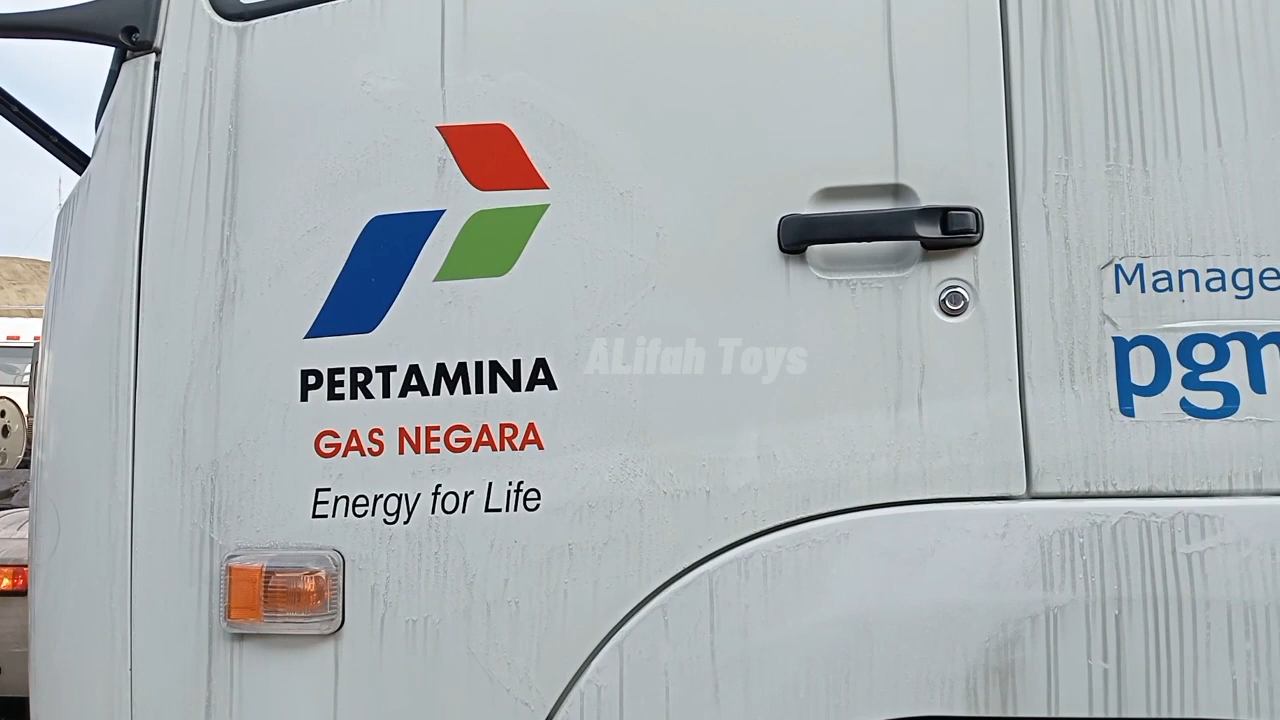 PERTAMINA
GAS NEGARA
Energy for Life
ALifah Toys
Manage
pgn